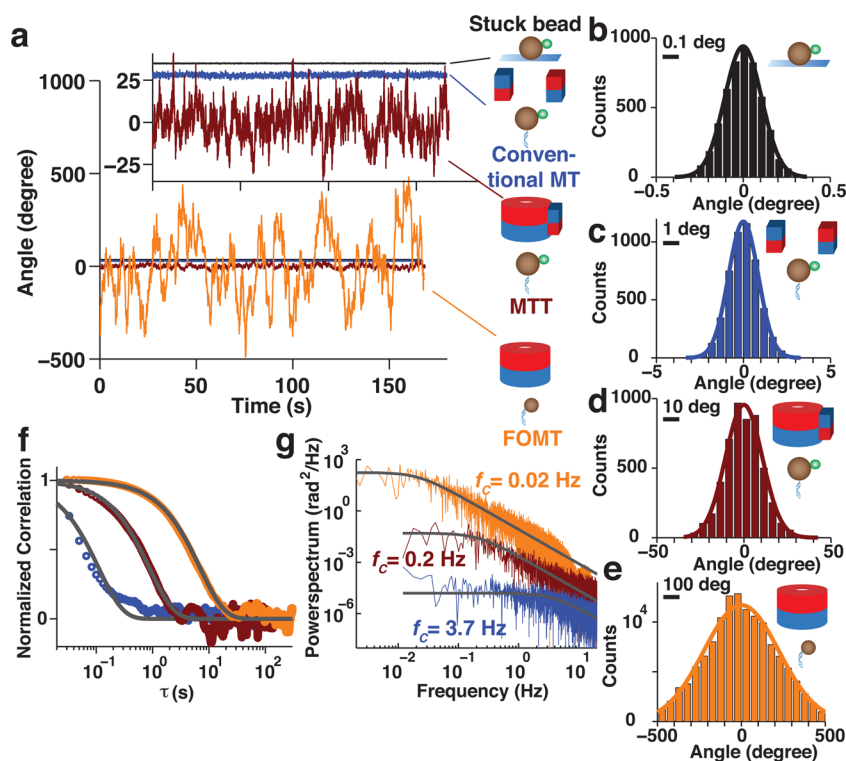 a
Stuck bead
Conven-
tional MT
MTT
FOMT
25
0
−25
1000
500
0
−500
Angle (degree)
0
50
100
150
Time (s)
b
0.1 deg
1000
500
0
Counts
−0.5
0
0.5
Angle (degree)
c
1 deg
1000
500
0
Counts
−5
0
5
Angle (degree)
d
10 deg
1000
500
0
Counts
−50
0
50
Angle (degree)
e
100 deg
10⁴
0
Counts
−500
0
500
Angle (degree)
f
1
0
Normalized Correlation
10⁻¹
10⁰
10¹
10²
τ(s)
g
10³
10⁰
10⁻³
10⁻⁶
Powerspectrum (rad²/Hz)
fC= 0.02 Hz
fC= 0.2 Hz
fC= 3.7 Hz
10⁻²
10⁻¹
10⁰
10¹
Frequency (Hz)